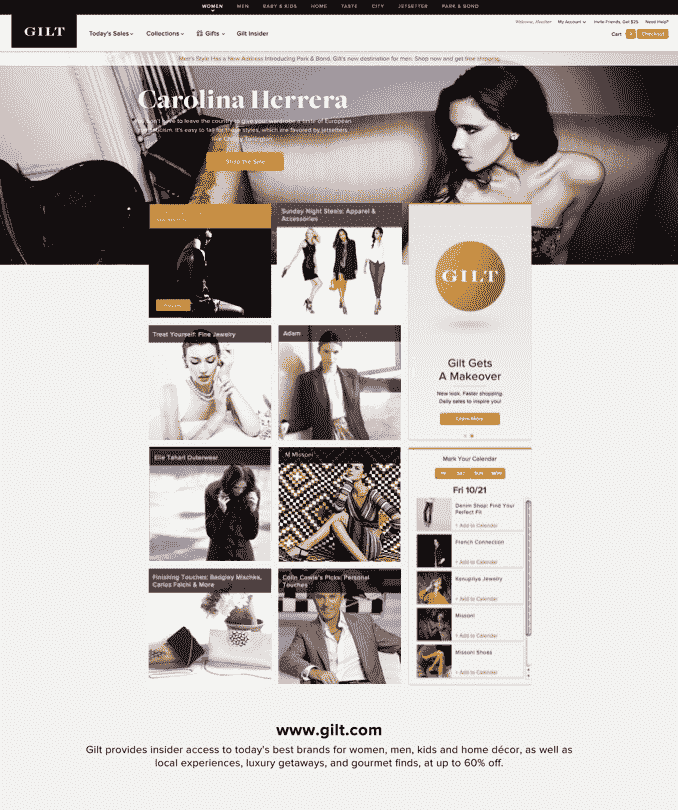 WOMEN MEN BABY & KIDS HOME TASTE CITY JETSETTER PARK & BOND
Welcome, Heather My Account Invite Friends, Get $25 Need Help?
GILT
Today's Sales Collections Gifts Gilt Insider
Cart Checkout
Men's Style Has a New Address Introducing Park & Bond, Gilt's new destination for men. Shop now and get free shipping.
Carolina Herrera
You don't have to leave the country to give your wardrobe a taste of European
It's easy to fall for these styles, which are favored by jetsetters
like Christy Turlington.
Shop the Sale
Sunday Night Steals: Apparel &
Accessories
GILT
Gilt Gets
A Makeover
New look. Faster shopping.
Daily sales to inspire you!
Learn More
Treat Yourself: Fine Jewelry
Adam
Elie Tahari Outerwear
M Missoni
Finishing Touches: Badgley Mischka,
Carlos Falchi & More
Colin Cowie's Picks: Personal
Touches
Mark Your Calendar
FRI SAT SUN MON
Fri 10/21
Denim Shop: Find Your
Perfect Fit
+ Add to Calendar
French Connection
+ Add to Calendar
Kanupriya Jewelry
+ Add to Calendar
Missoni
+ Add to Calendar
Missoni Shoes
+ Add to Calendar
www.gilt.com
Gilt provides insider access to today's best brands for women, men, kids and home décor, as well as
local experiences, luxury getaways, and gourmet finds, at up to 60% off.